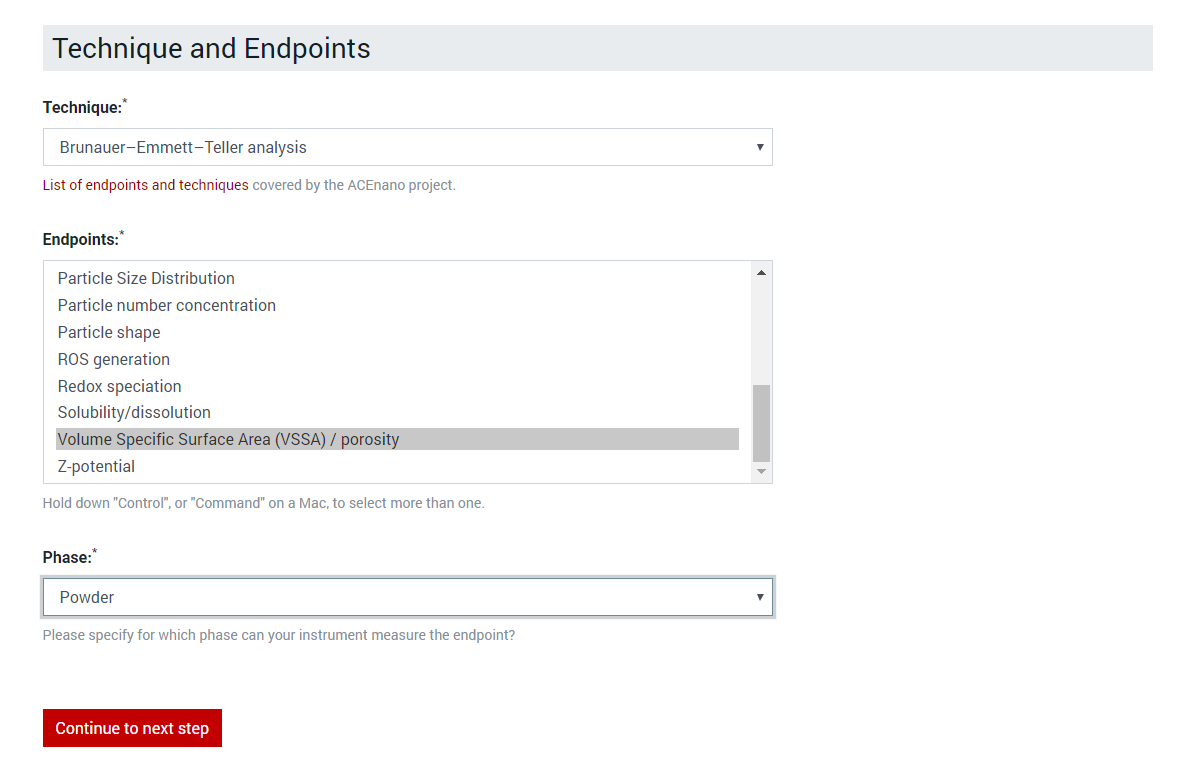 Technique and Endpoints
Technique:*
Brunauer–Emmett–Teller analysis
List of endpoints and techniques covered by the ACEnano project.
Endpoints:*
Particle Size Distribution
Particle number concentration
Particle shape
ROS generation
Redox speciation
Solubility/dissolution
Volume Specific Surface Area (VSSA) / porosity
Z-potential
Hold down "Control", or "Command" on a Mac, to select more than one.
Phase:*
Powder
Please specify for which phase can your instrument measure the endpoint?
Continue to next step